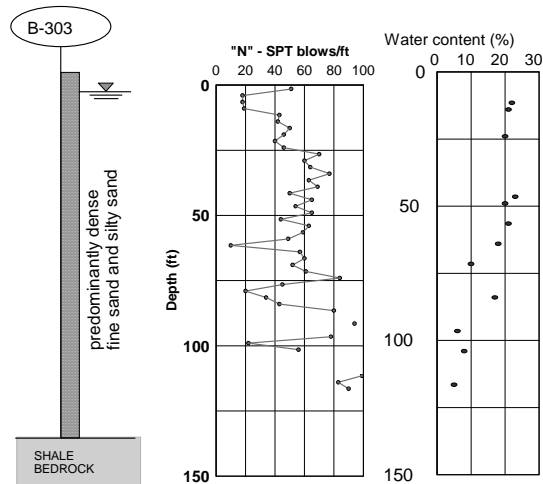 B-303
predominantly dense
fine sand and silty sand
SHALE
BEDROCK
"N" - SPT blows/ft
0 20 40 60 80 100
Depth (ft)
0
50
100
150
Water content (%)
0 10 20 30
0
50
100
150